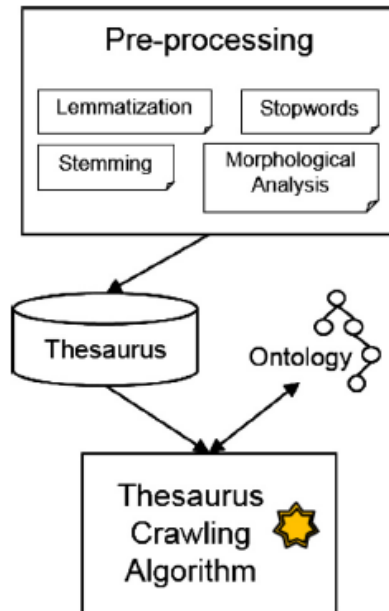 Pre-processing
Lemmatization
Stopwords
Stemming
Morphological
Analysis
Thesaurus
Ontology
Thesaurus
Crawling
Algorithm